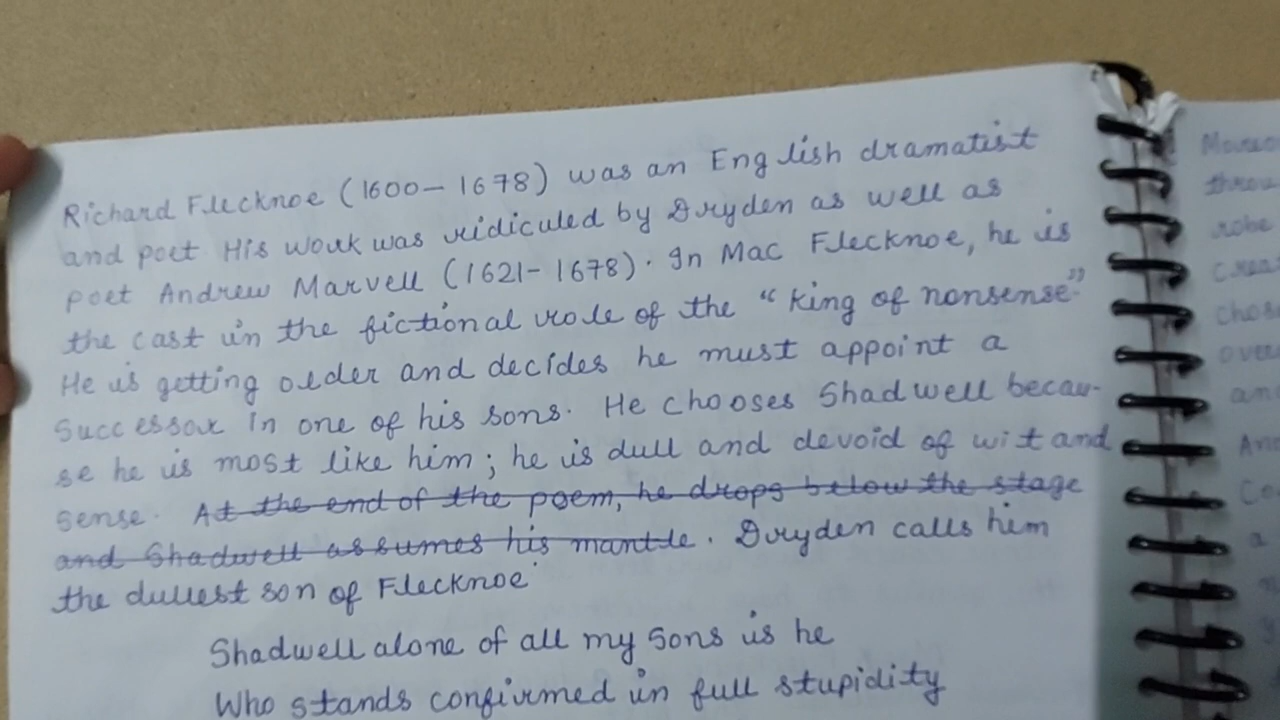 Richard Flecknoe (1600-1678) was an English dramatist
and poet His work was ridiculed by Dryden as well as
poet Andrew Marvell (1621-1678). In Mac Flecknoe, he is
the cast in the fictional role of the "King of nonsense."
He is getting older and decides he must appoint a
Successor in one of his sons. He chooses Shadwell becau-
se he is most like him; he is dull and devoid of wit and
sense. At the end of the poem, he drops below the stage
and Shadwell assumes his mantle. Dryden calls him
the dullest son of Flecknoe
Shadwell alone of all my sons is he
Who stands confirmed in full stupidity
throu
robe